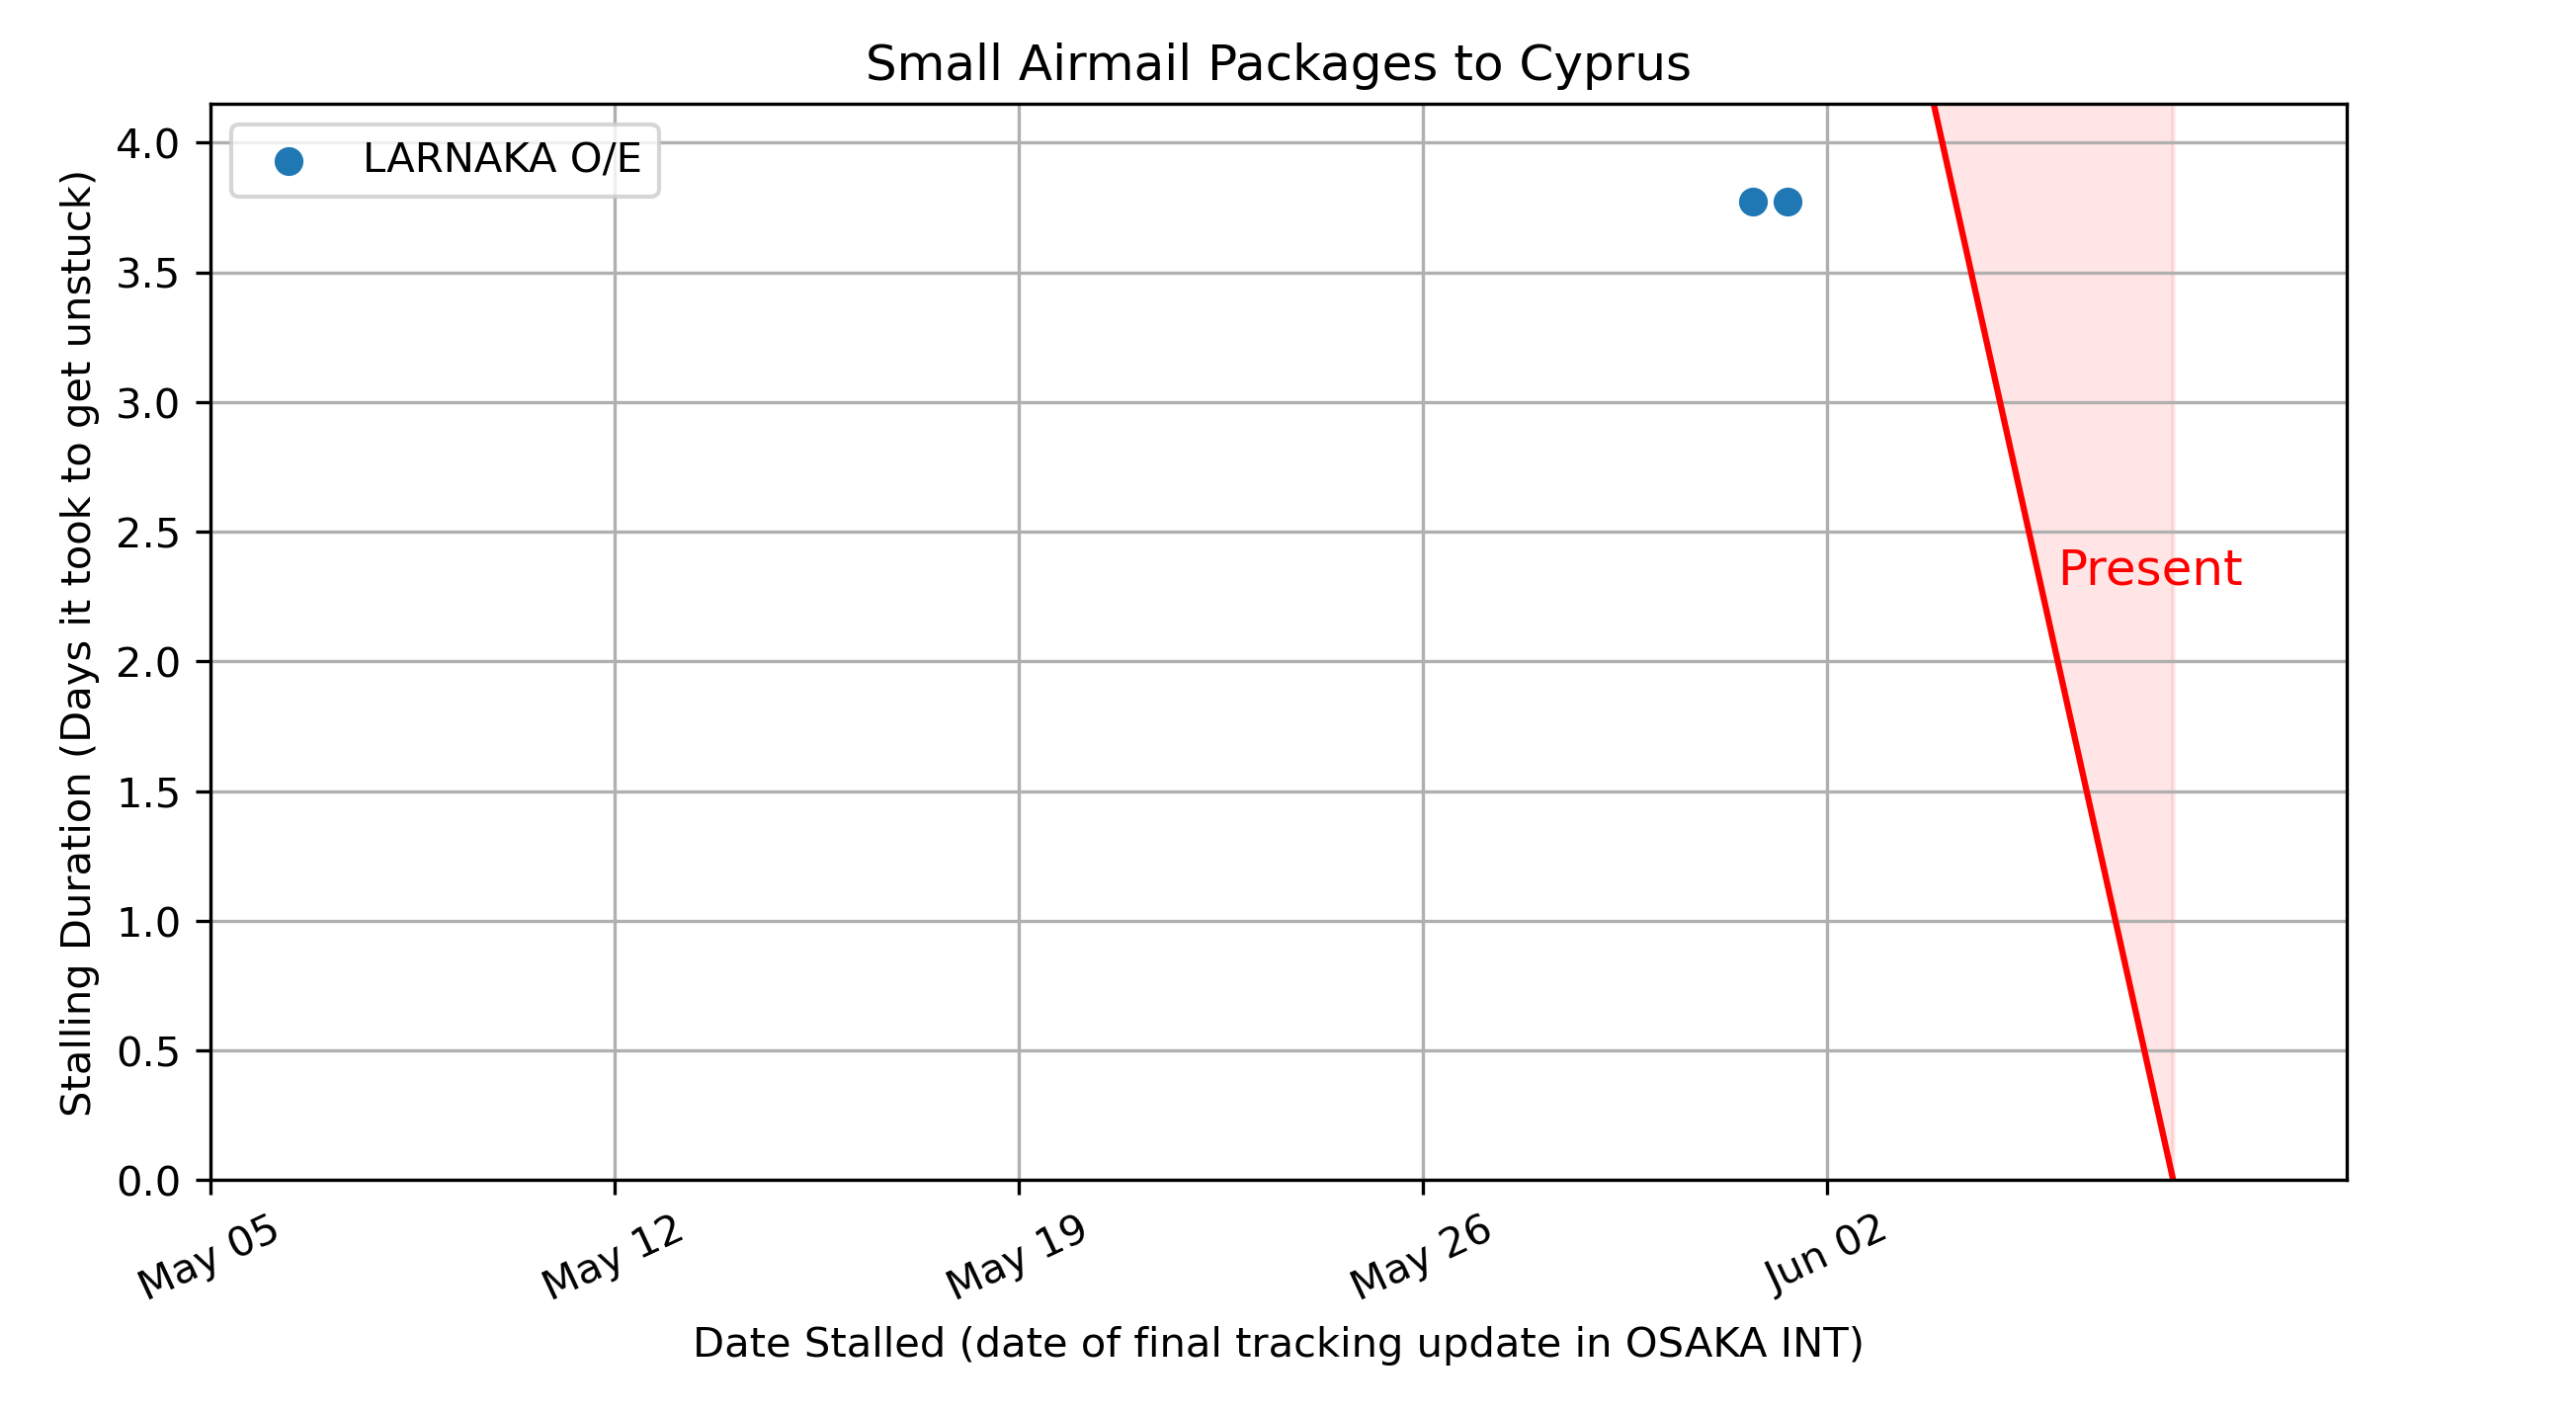 Small Airmail Packages to Cyprus
LARNAKA O/E
Stalling Duration (Days it took to get unstuck)
4.0
3.5
3.0
2.5
2.0
1.5
1.0
0.5
0.0
Present
May 05
May 12
May 19
May 26
Jun 02
Date Stalled (date of final tracking update in OSAKA INT)